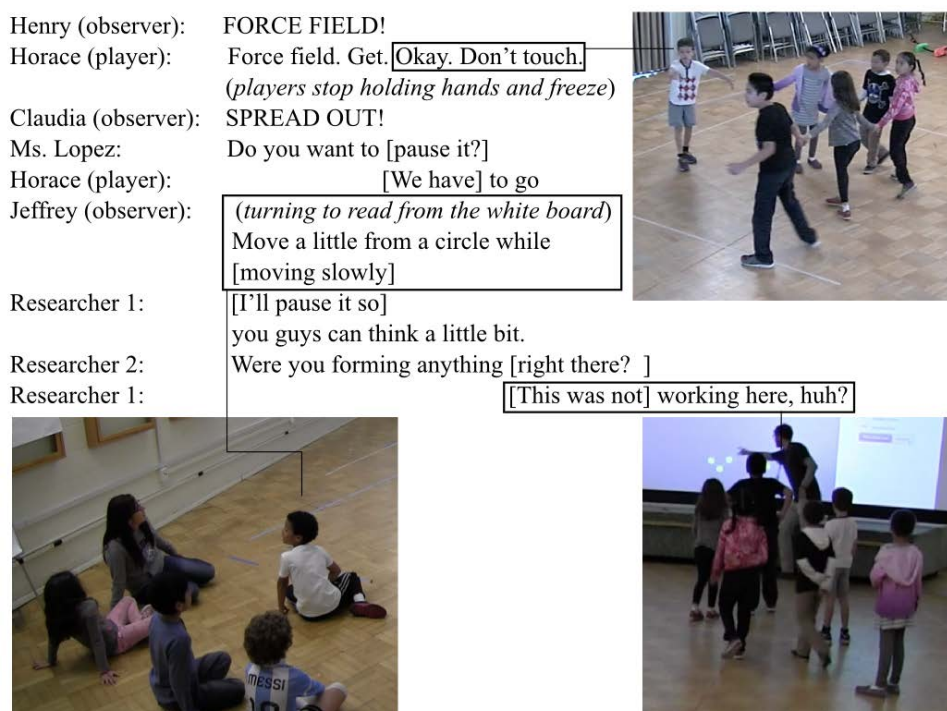 Henry (observer): FORCE FIELD!
Horace (player): Force field. Get. Okay. Don't touch.
(players stop holding hands and freeze)
Claudia (observer): SPREAD OUT!
Ms. Lopez: Do you want to [pause it?]
Horace (player): [We have] to go
Jeffrey (observer): (turning to read from the white board)
Move a little from a circle while
[moving slowly]
Researcher 1: [I'll pause it so]
you guys can think a little bit.
Researcher 2: Were you forming anything [right there? ]
Researcher 1: [This was not] working here, huh?
MESSI